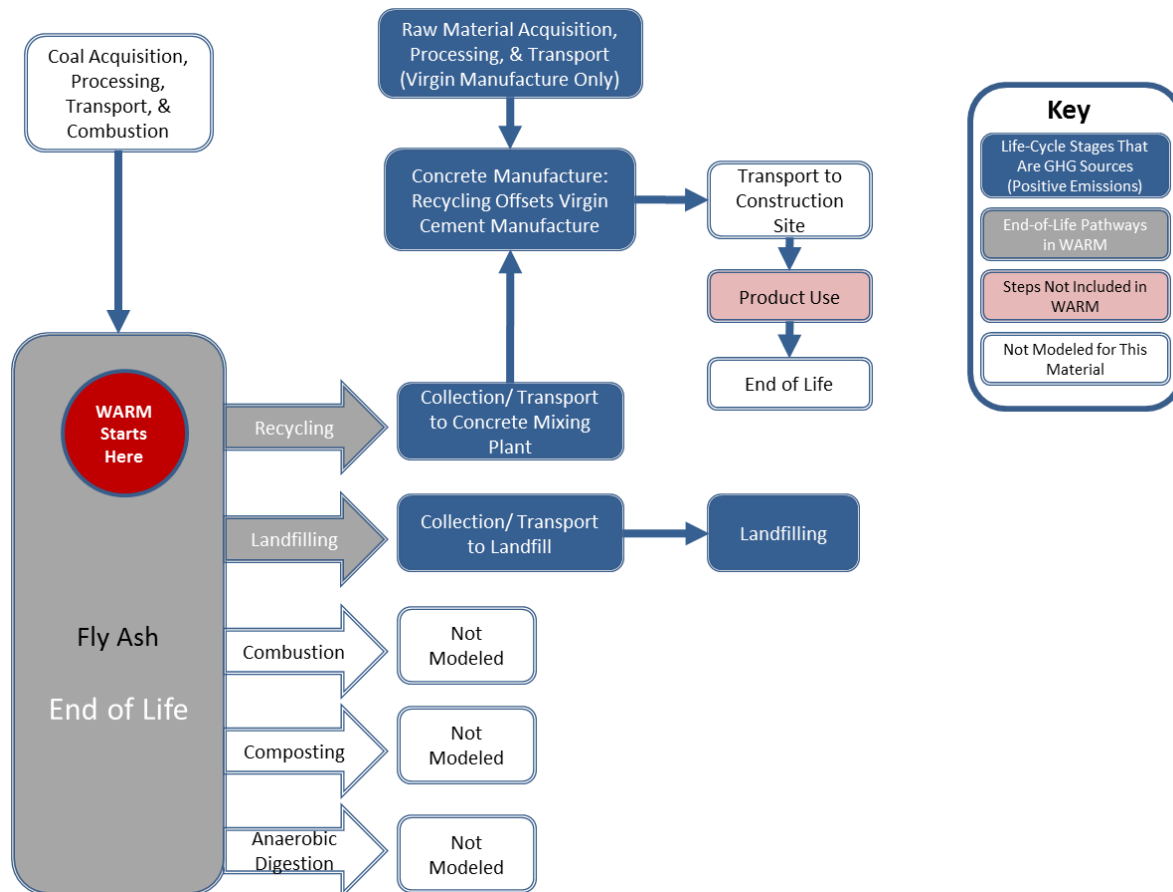 Coal Acquisition,
Processing,
Transport, &
Combustion
Raw Material Acquisition,
Processing, & Transport
(Virgin Manufacture Only)
Concrete Manufacture:
Recycling Offsets Virgin
Cement Manufacture
Transport to
Construction
Site
Product Use
End of Life
Key
Life-Cycle Stages That
Are GHG Sources
(Positive Emissions)
End-of-Life Pathways
in WARM
Steps Not Included in
WARM
Not Modeled for This
Material
WARM
Starts
Here
Fly Ash
End of Life
Recycling
Collection/ Transport
to Concrete Mixing
Plant
Landfilling
Collection/ Transport
to Landfill
Landfilling
Combustion
Not
Modeled
Composting
Not
Modeled
Anaerobic
Digestion
Not
Modeled